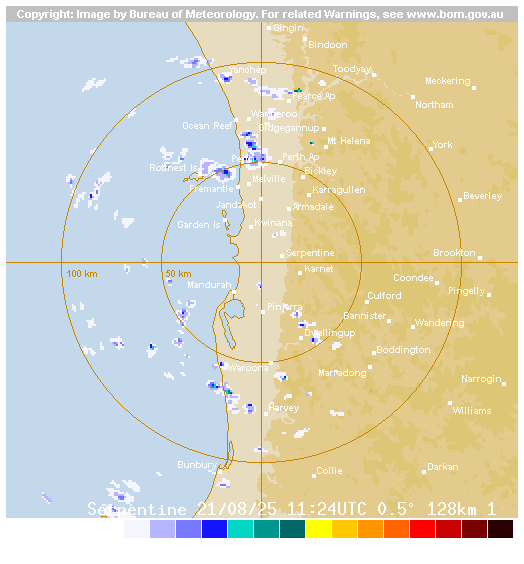 Copyright: Image by Bureau of Meteorology. For related Warnings, see www.bom.gov.au
Gingin
Bindoon
Yanchep
Toodyay
Meckering
Pearce Ap
Northam
Wanneroo
Ocean Reef
Gidgegannup
Mt Helena
York
Perth Ap
Rottnest Is
Bickley
Melville
Fremantle
Karragullen
Beverley
Jandakot
Armadale
Garden Is
Kwinana
Serpentine
Brookton
100 km
50 km
Karnet
Coondee
Mandurah
Pingelly
Culford
Pinjarra
Bannister
Wandering
Dwellingup
Boddington
Waroona
Marradong
Narrogin
Harvey
Williams
Bunbury
Collie
Darkan
Serpentine 21/08/25 11:24UTC 0.5° 128km 1